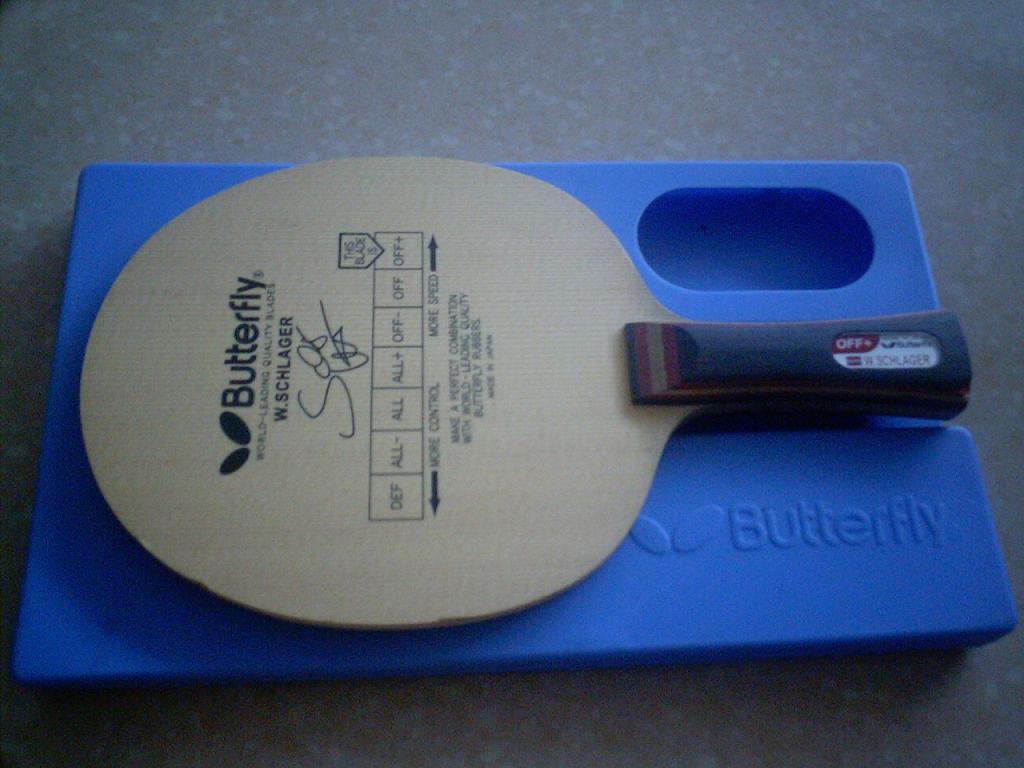 Butterfly®
WORLD-LEADING QUALITY BLADES
W.SCHLAGER
THIS
BLADE
IS
DEF ALL- ALL ALL+ OFF- OFF OFF+
MORE CONTROL MORE SPEED
MAKE A PERFECT COMBINATION
WITH WORLD-LEADING QUALITY
BUTTERFLY RUBBERS.
MADE IN JAPAN
OFF+ Butterfly
W.SCHLAGER
Butterfly